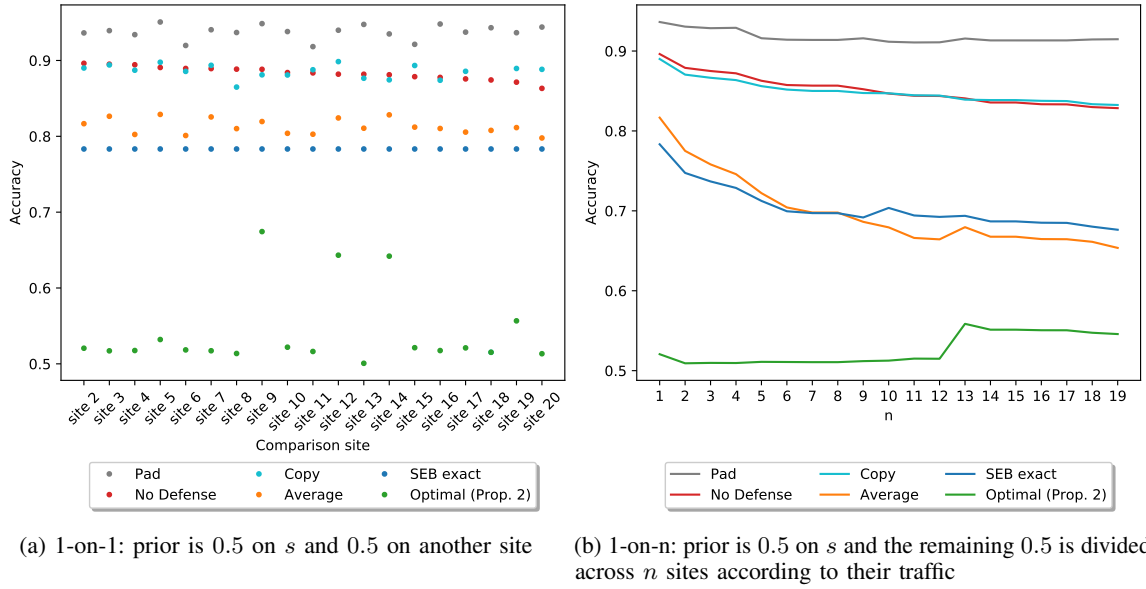 Accuracy
0.9
0.8
0.7
0.6
0.5
site 2
site 3
site 4
site 5
site 6
site 7
site 8
site 9
site 10
site 11
site 12
site 13
site 14
site 15
site 16
site 17
site 18
site 19
site 20
Comparison site
Pad
No Defense
Copy
Average
SEB exact
Optimal (Prop. 2)
(a) 1-on-1: prior is 0.5 on s and 0.5 on another site
Accuracy
0.9
0.8
0.7
0.6
0.5
1 2 3 4 5 6 7 8 9 10 11 12 13 14 15 16 17 18 19
n
Pad
No Defense
Copy
Average
SEB exact
Optimal (Prop. 2)
(b) 1-on-n: prior is 0.5 on s and the remaining 0.5 is divided
across n sites according to their traffic